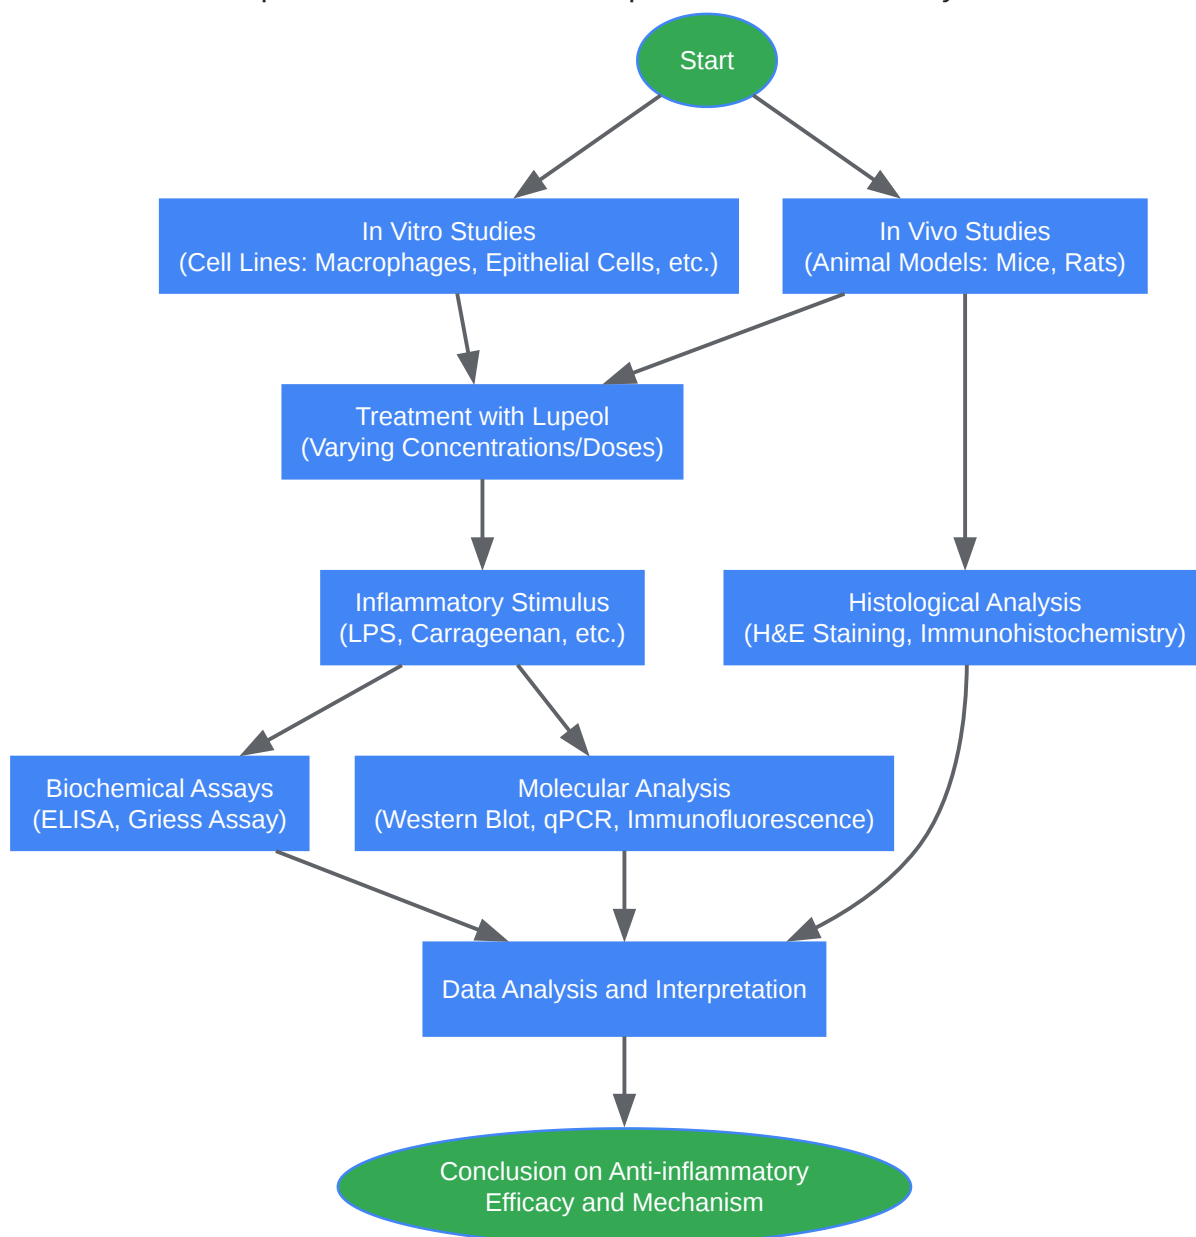 Start
In Vitro Studies
(Cell Lines: Macrophages, Epithelial Cells, etc.)
In Vivo Studies
(Animal Models: Mice, Rats)
Treatment with Lupeol
(Varying Concentrations/Doses)
Inflammatory Stimulus
(LPS, Carrageenan, etc.)
Histological Analysis
(H&E Staining, Immunohistochemistry)
Biochemical Assays
(ELISA, Griess Assay)
Molecular Analysis
(Western Blot, qPCR, Immunofluorescence)
Data Analysis and Interpretation
Conclusion on Anti-inflammatory
Efficacy and Mechanism